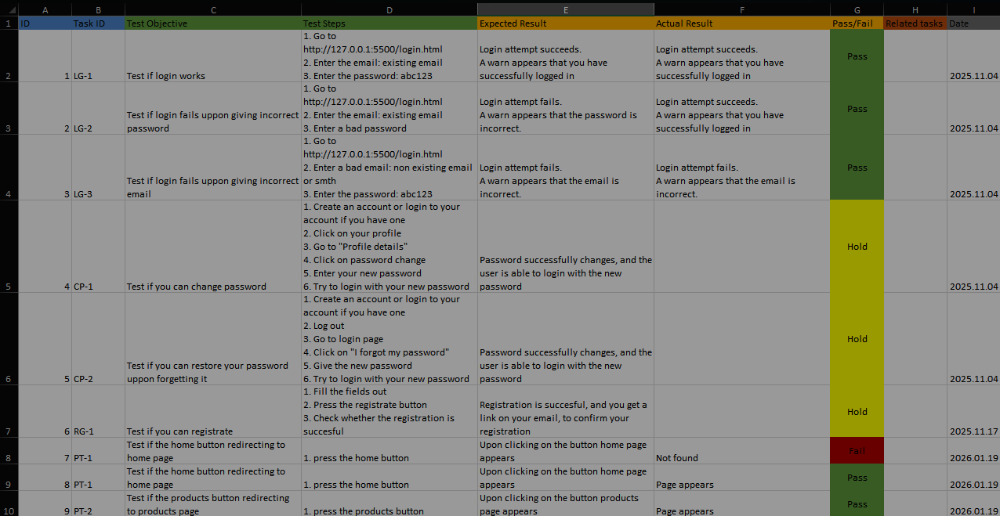 A B C D E F G H I
1 ID Task ID Test Objective Test Steps Expected Result Actual Result Pass/Fail Related tasks Date
1. Go to
http://127.0.0.1:5500/login.html Login attempt succeeds. Login attempt succeeds.
2. Enter the email: existing email A warn appears that you have A warn appears that you have Pass
2 1 LG-1 Test if login works 3. Enter the password: abc123 successfully logged in successfully logged in 2025.11.04
1. Go to
http://127.0.0.1:5500/login.html Login attempt fails. Login attempt succeeds.
Test if login fails uppon giving incorrect 2. Enter the email: existing email A warn appears that the password is A warn appears that you have Pass
3 2 LG-2 password 3. Enter a bad password incorrect. successfully logged in 2025.11.04
1. Go to
http://127.0.0.1:5500/login.html
2. Enter a bad email: non existing email Login attempt fails. Login attempt fails. Pass
Test if login fails uppon giving incorrect or smth A warn appears that the email is A warn appears that the email is
4 3 LG-3 email 3. Enter the password: abc123 incorrect. incorrect. 2025.11.04
1. Create an account or login to your
account if you have one
2. Click on your profile
3. Go to "Profile details" Hold
4. Click on password change Password successfully changes, and the
5. Enter your new password user is able to login with the new
5 4 CP-1 Test if you can change password 6. Try to login with your new password password 2025.11.04
1. Create an account or login to your
account if you have one
2. Log out
3. Go to login page Hold
4. Click on "I forgot my password" Password successfully changes, and the
Test if you can restore your password 5. Give the new password user is able to login with the new
6 5 CP-2 uppon forgetting it 6. Try to login with your new password password 2025.11.04
1. Fill the fields out
2. Press the registrate button Registration is succesful, and you get a Hold
3. Check whether the registration is link on your email, to confirm your
7 6 RG-1 Test if you can registrate succesful registration 2025.11.17
Test if the home button redirecting to Upon clicking on the button home page Fail
8 7 PT-1 home page 1. press the home button appears Not found 2026.01.19
Test if the home button redirecting to Upon clicking on the button home page Pass
9 8 PT-1 home page 1. press the home button appears Page appears 2026.01.19
Test if the products button redirecting Upon clicking on the button products Pass
10 9 PT-2 to products page 1. press the products button page appears Page appears 2026.01.19